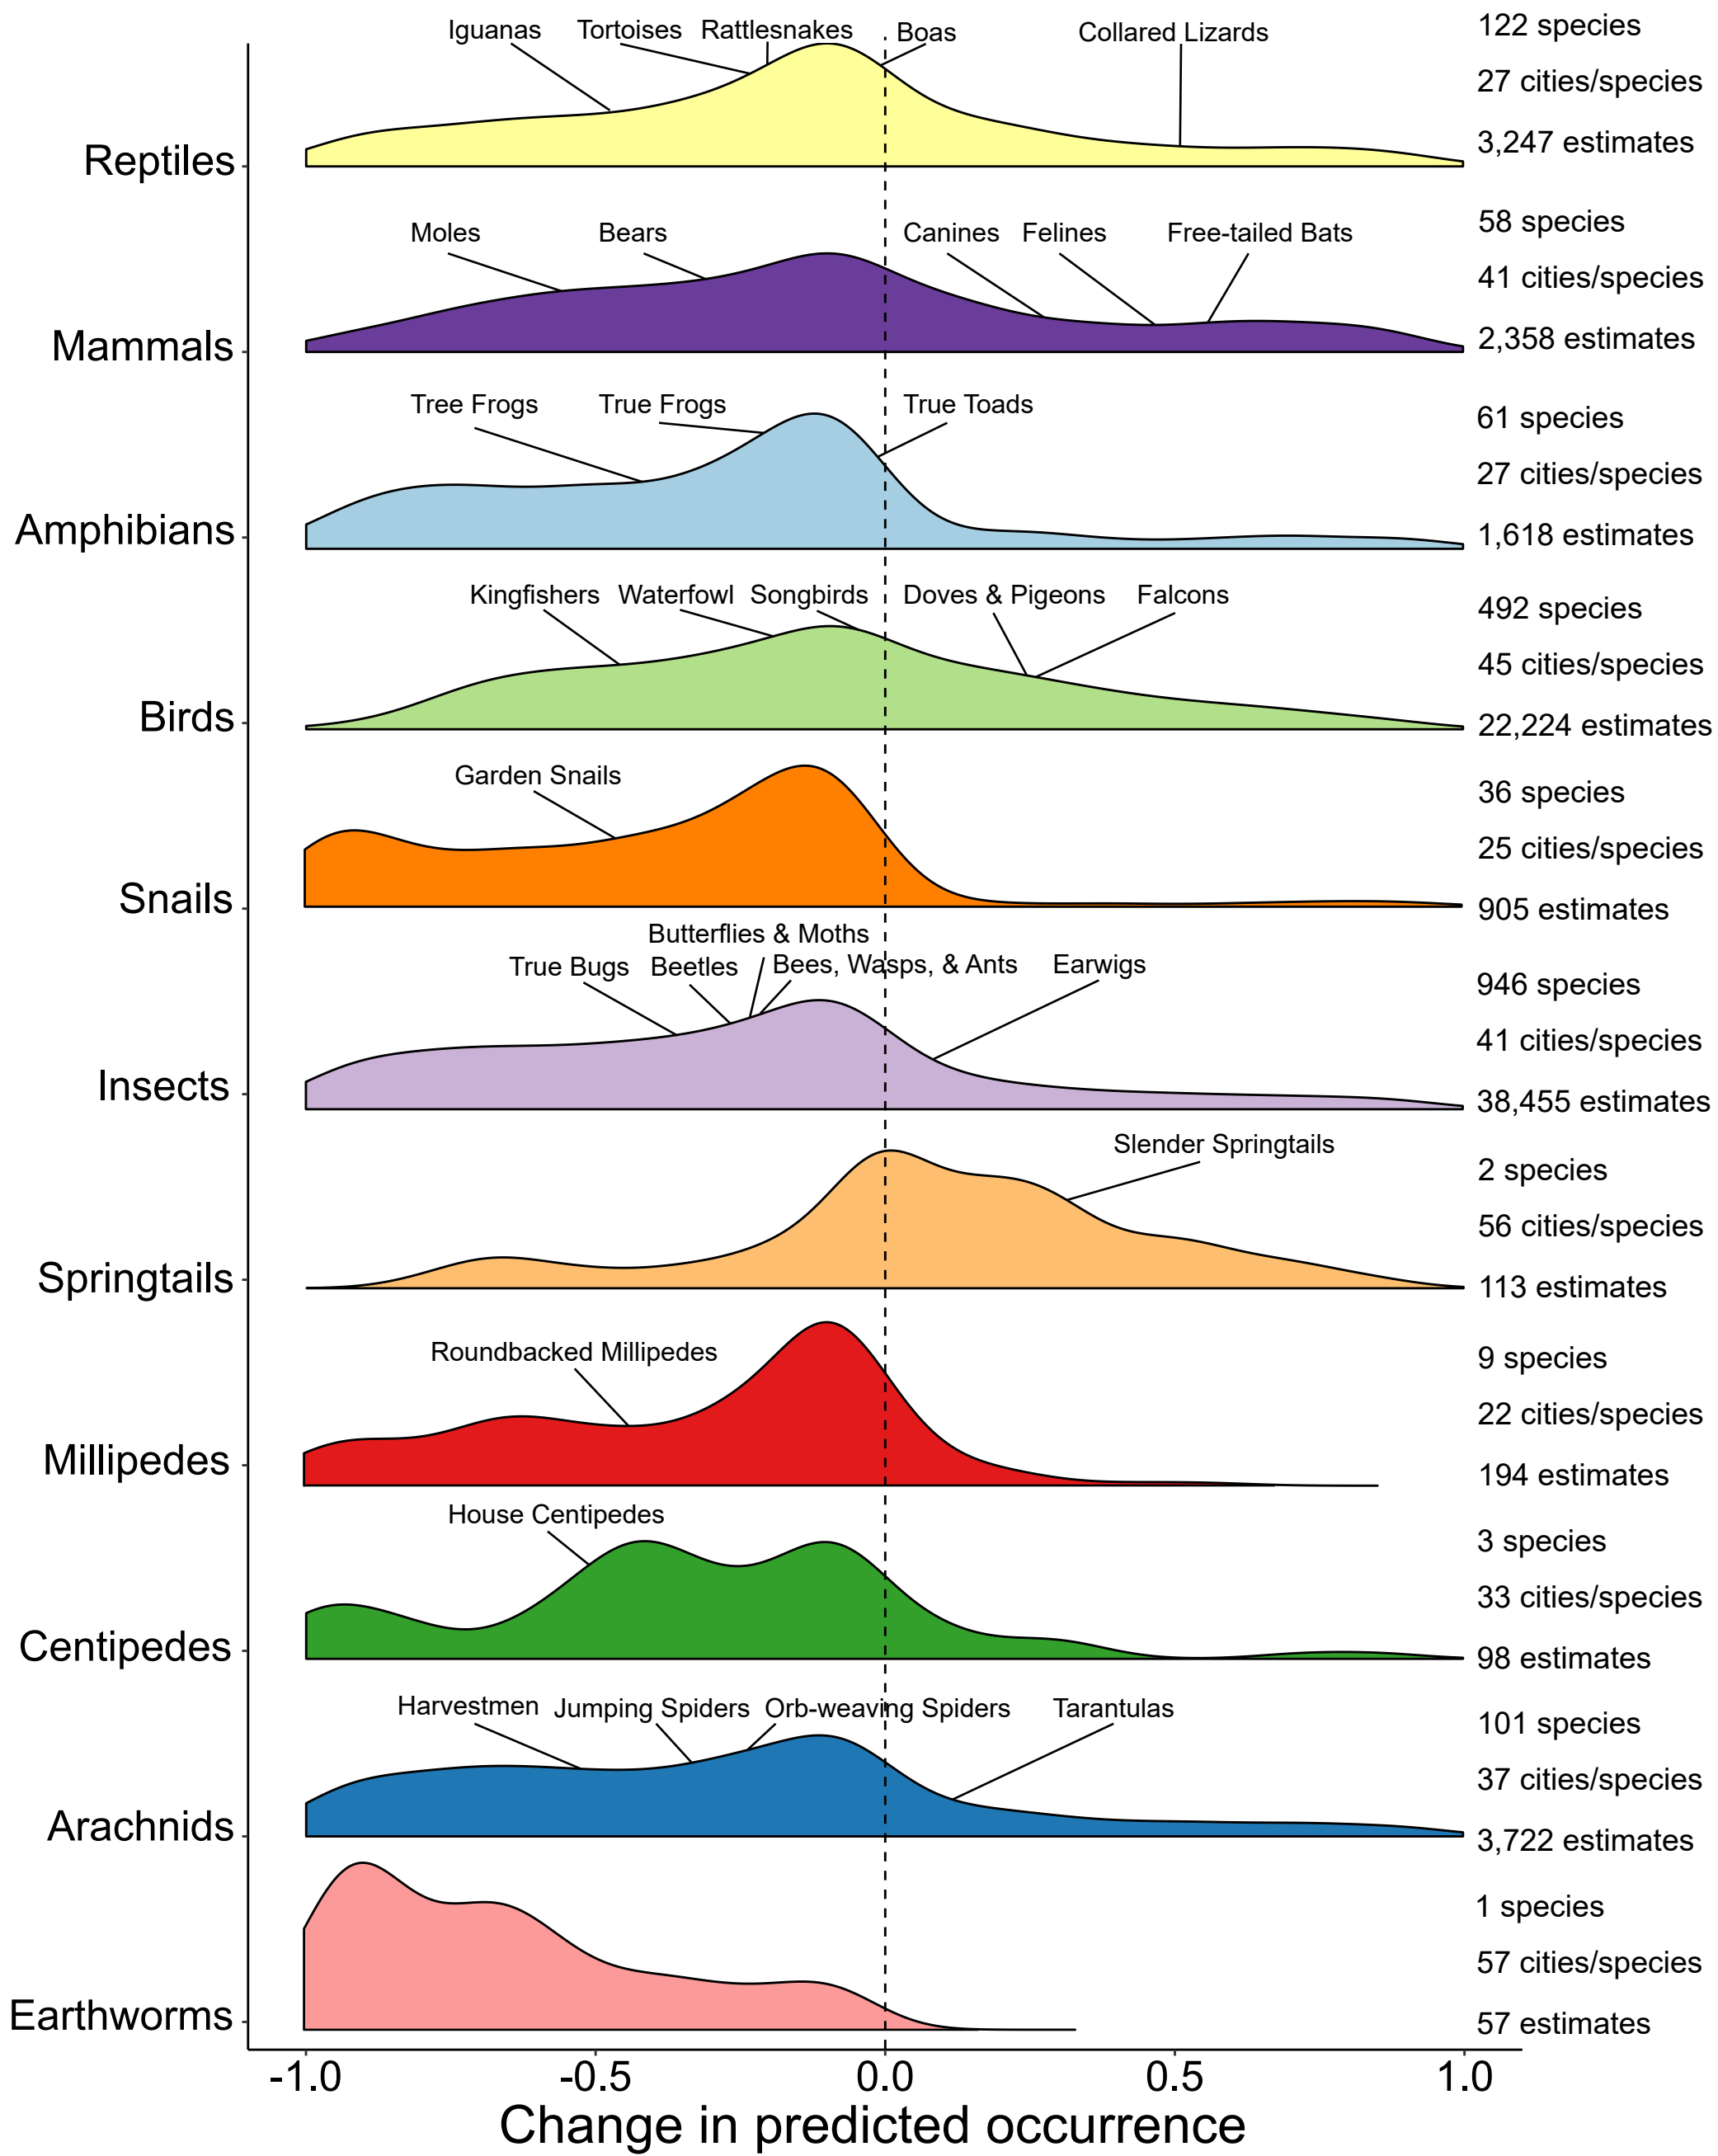 Iguanas Tortoises Rattlesnakes Boas Collared Lizards
122 species
27 cities/species
3,247 estimates
Reptiles
Moles Bears Canines Felines Free-tailed Bats
58 species
41 cities/species
2,358 estimates
Mammals
Tree Frogs True Frogs True Toads
61 species
27 cities/species
1,618 estimates
Amphibians
Kingfishers Waterfowl Songbirds Doves & Pigeons Falcons
492 species
45 cities/species
22,224 estimates
Birds
Garden Snails
36 species
25 cities/species
905 estimates
Snails
Butterflies & Moths
True Bugs Beetles Bees, Wasps, & Ants Earwigs
946 species
41 cities/species
38,455 estimates
Insects
Slender Springtails
2 species
56 cities/species
113 estimates
Springtails
Roundbacked Millipedes
9 species
22 cities/species
194 estimates
Millipedes
House Centipedes
3 species
33 cities/species
98 estimates
Centipedes
Harvestmen Jumping Spiders Orb-weaving Spiders Tarantulas
101 species
37 cities/species
3,722 estimates
Arachnids
1 species
57 cities/species
57 estimates
Earthworms
-1.0 -0.5 0.0 0.5 1.0
Change in predicted occurrence